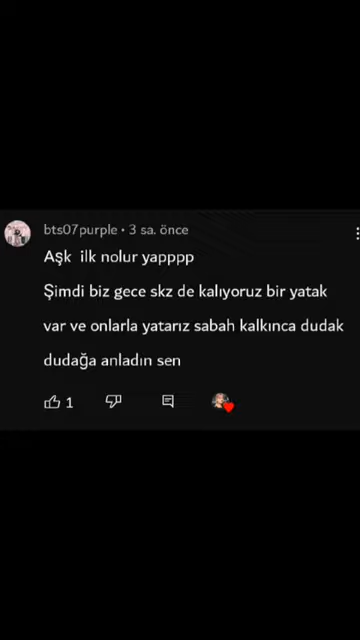 bts07purple • 3 sa. önce
Aşk ilk nolur yapppp
Şimdi biz gece skz de kalıyoruz bir yatak
var ve onlarla yatarız sabah kalkınca dudak
dudağa anladın sen
1